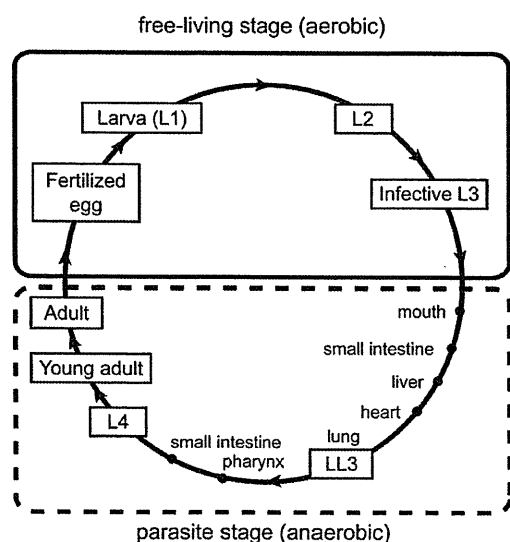 free-living stage (aerobic)
Larva (L1)
L2
Fertilized
egg
Infective L3
Adult
mouth
small intestine
Young adult
liver
heart
L4
lung
small intestine
LL3
pharynx
parasite stage (anaerobic)